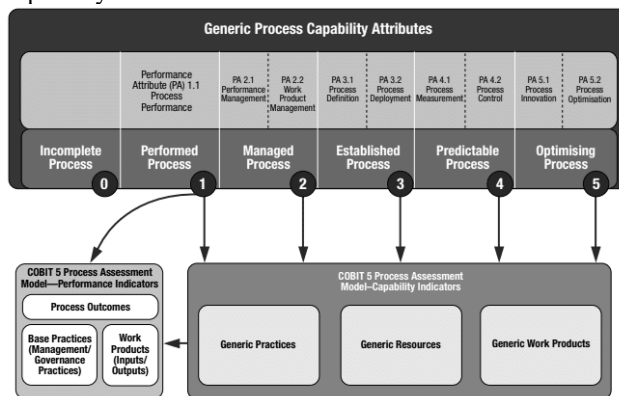 Generic Process Capability Attributes
Performance
Attribute (PA) 1.1
Process
Performance
PA 2.1
Performance
Management
PA 2.2
Work
Product
Management
PA 3.1
Process
Definition
PA 3.2
Process
Deployment
PA 4.1
Process
Measurement
PA 4.2
Process
Control
PA 5.1
Process
Innovation
PA 5.2
Process
Optimisation
Incomplete
Process
0
Performed
Process
1
Managed
Process
2
Established
Process
3
Predictable
Process
4
Optimising
Process
5
COBIT 5 Process Assessment
Model—Performance Indicators
Process Outcomes
Base Practices
(Management/
Governance
Practices)
Work
Products
(Inputs/
Outputs)
COBIT 5 Process Assessment
Model–Capability Indicators
Generic Practices
Generic Resources
Generic Work Products